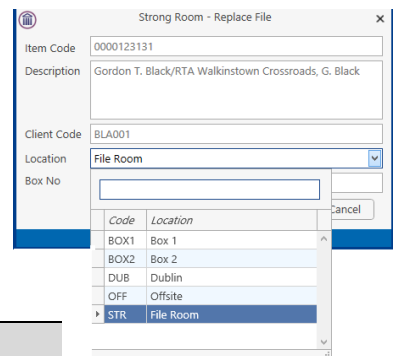 Strong Room - Replace File
Item Code 0000123131
Description Gordon T. Black/RTA Walkinstown Crossroads, G. Black
Client Code BLA001
Location File Room
Box No
Cancel
Code Location
BOX1 Box 1
BOX2 Box 2
DUB Dublin
OFF Offsite
STR File Room